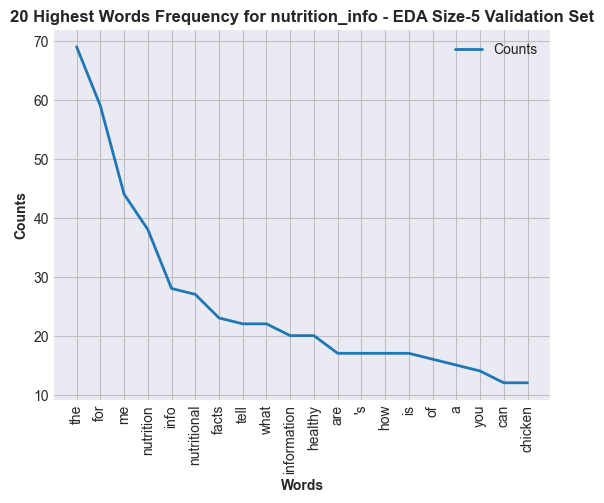 20 Highest Words Frequency for nutrition_info - EDA Size-5 Validation Set
Counts
Counts
70
60
50
40
30
20
10
the
for
me
nutrition
info
nutritional
facts
tell
what
information
healthy
are
's
how
is
of
a
you
can
chicken
Words